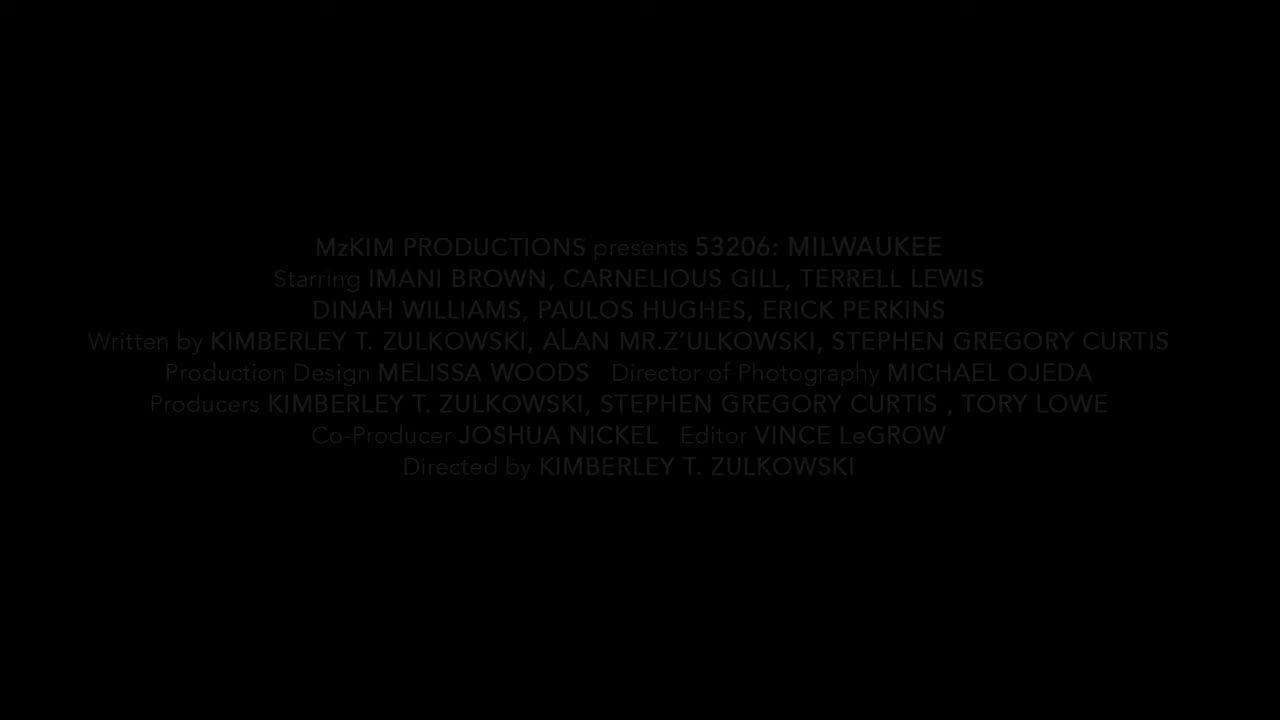 MzKIM PRODUCTIONS presents 53206: MILWAUKEE
Starring IMANI BROWN, CARNELIOUS GILL, TERRELL LEWIS
DINAH WILLIAMS, PAULOS HUGHES, ERICK PERKINS
Written by KIMBERLEY T. ZULKOWSKI, ALAN MR.Z’ULKOWSKI, STEPHEN GREGORY CURTIS
Production Design MELISSA WOODS Director of Photography MICHAEL OJEDA
Producers KIMBERLEY T. ZULKOWSKI, STEPHEN GREGORY CURTIS , TORY LOWE
Co-Producer JOSHUA NICKEL Editor VINCE LeGROW
Directed by KIMBERLEY T. ZULKOWSKI